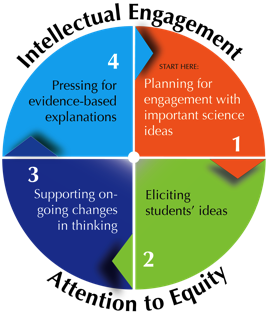 Intellectual Engagement
START HERE:
Planning for
engagement with
important science
ideas
1
Eliciting
students' ideas
2
3
Supporting on-
going changes
in thinking
4
Pressing for
evidence-based
explanations
Attention to Equity